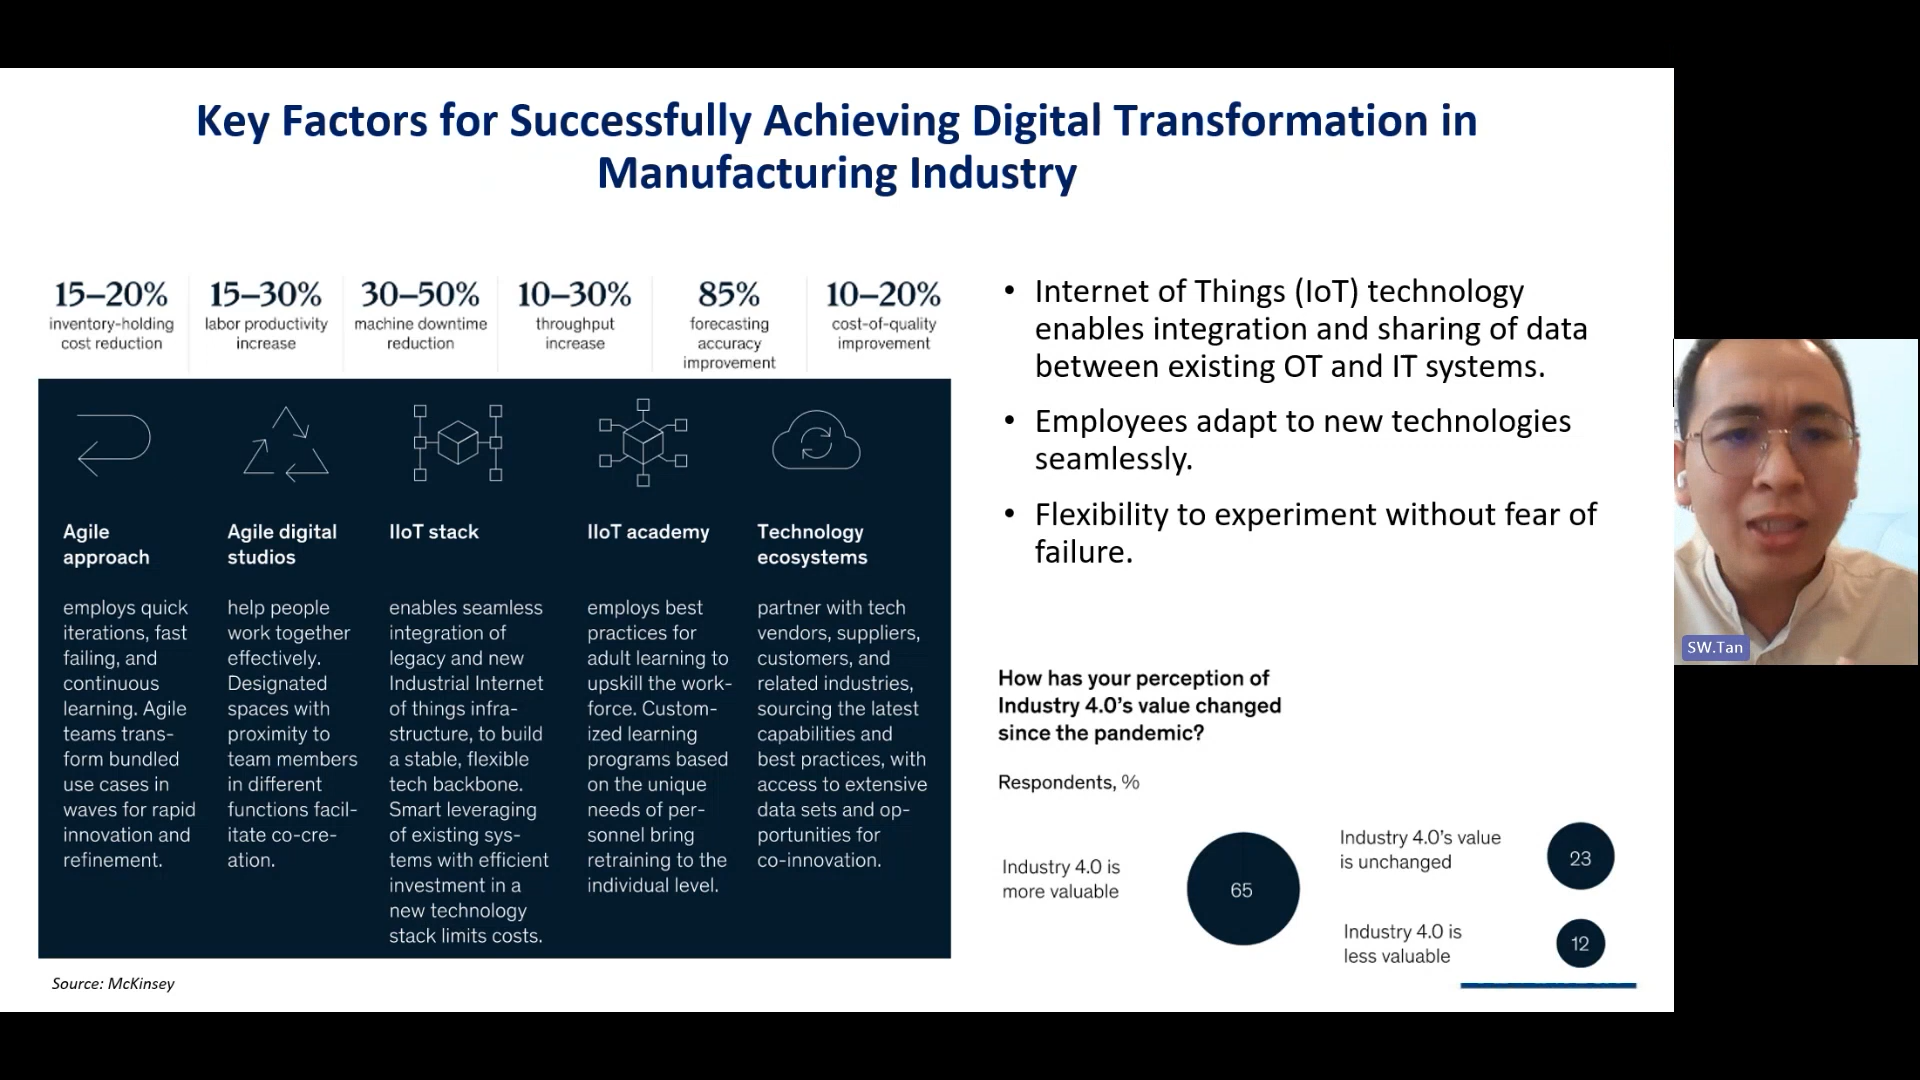 Key Factors for Successfully Achieving Digital Transformation in
Manufacturing Industry
15–20%
inventory-holding
cost reduction
15–30%
labor productivity
increase
30–50%
machine downtime
reduction
10–30%
throughput
increase
85%
forecasting
accuracy
improvement
10–20%
cost-of-quality
improvement
Agile
approach
employs quick
iterations, fast
failing, and
continuous
learning. Agile
teams trans-
form bundled
use cases in
waves for rapid
innovation and
refinement.
Agile digital
studios
help people
work together
effectively.
Designated
spaces with
proximity to
team members
in different
functions facil-
itate co-cre-
ation.
IIoT stack
enables seamless
integration of
legacy and new
Industrial Internet
of things infra-
structure, to build
a stable, flexible
tech backbone.
Smart leveraging
of existing sys-
tems with efficient
investment in a
new technology
stack limits costs.
IIoT academy
employs best
practices for
adult learning to
upskill the work-
force. Custom-
ized learning
programs based
on the unique
needs of per-
sonnel bring
retraining to the
individual level.
Technology
ecosystems
partner with tech
vendors, suppliers,
customers, and
related industries,
sourcing the latest
capabilities and
best practices, with
access to extensive
data sets and op-
portunities for
co-innovation.
Source: McKinsey
• Internet of Things (IoT) technology
enables integration and sharing of data
between existing OT and IT systems.
• Employees adapt to new technologies
seamlessly.
• Flexibility to experiment without fear of
failure.
How has your perception of
Industry 4.0's value changed
since the pandemic?
Respondents, %
Industry 4.0 is
more valuable
65
Industry 4.0's value
is unchanged
23
Industry 4.0 is
less valuable
12
SW.Tan